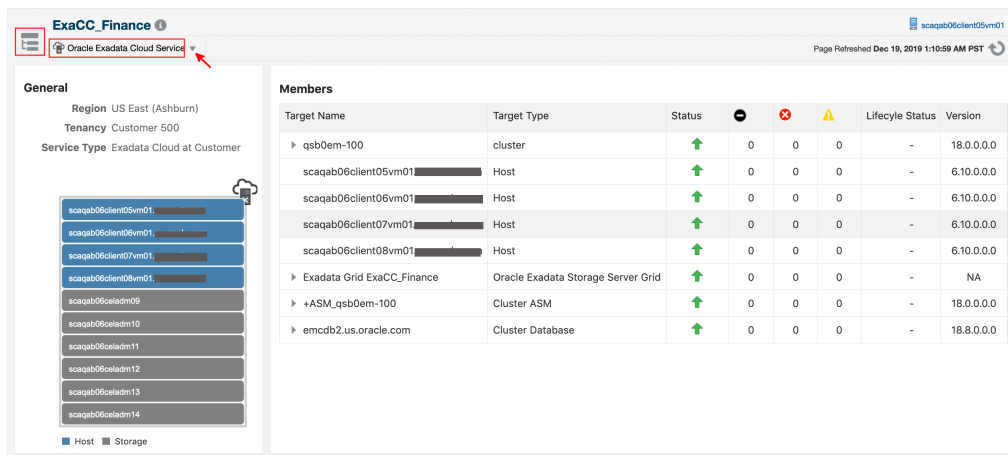 ExaCC_Finance
scaqab06client05vm01
Oracle Exadata Cloud Service
Page Refreshed Dec 19, 2019 1:10:59 AM PST
General
Region US East (Ashburn)
Tenancy Customer 500
Service Type Exadata Cloud at Customer
scaqab06client05vm01.
scaqab06client06vm01.
scaqab06client07vm01.
scaqab06client08vm01.
scaqab06celadm09
scaqab06celadm10
scaqab06celadm11
scaqab06celadm12
scaqab06celadm13
scaqab06celadm14
Host Storage
Members
Target Name Target Type Status Lifecyle Status Version
qsb0em-100 cluster 0 0 0 - 18.0.0.0.0
scaqab06client05vm01. Host 0 0 0 - 6.10.0.0.0
scaqab06client06vm01. Host 0 0 0 - 6.10.0.0.0
scaqab06client07vm01. Host 0 0 0 - 6.10.0.0.0
scaqab06client08vm01. Host 0 0 0 - 6.10.0.0.0
Exadata Grid ExaCC_Finance Oracle Exadata Storage Server Grid 0 0 0 - NA
+ASM_qsb0em-100 Cluster ASM 0 0 0 - 18.0.0.0.0
emcdb2.us.oracle.com Cluster Database 0 0 0 - 18.8.0.0.0